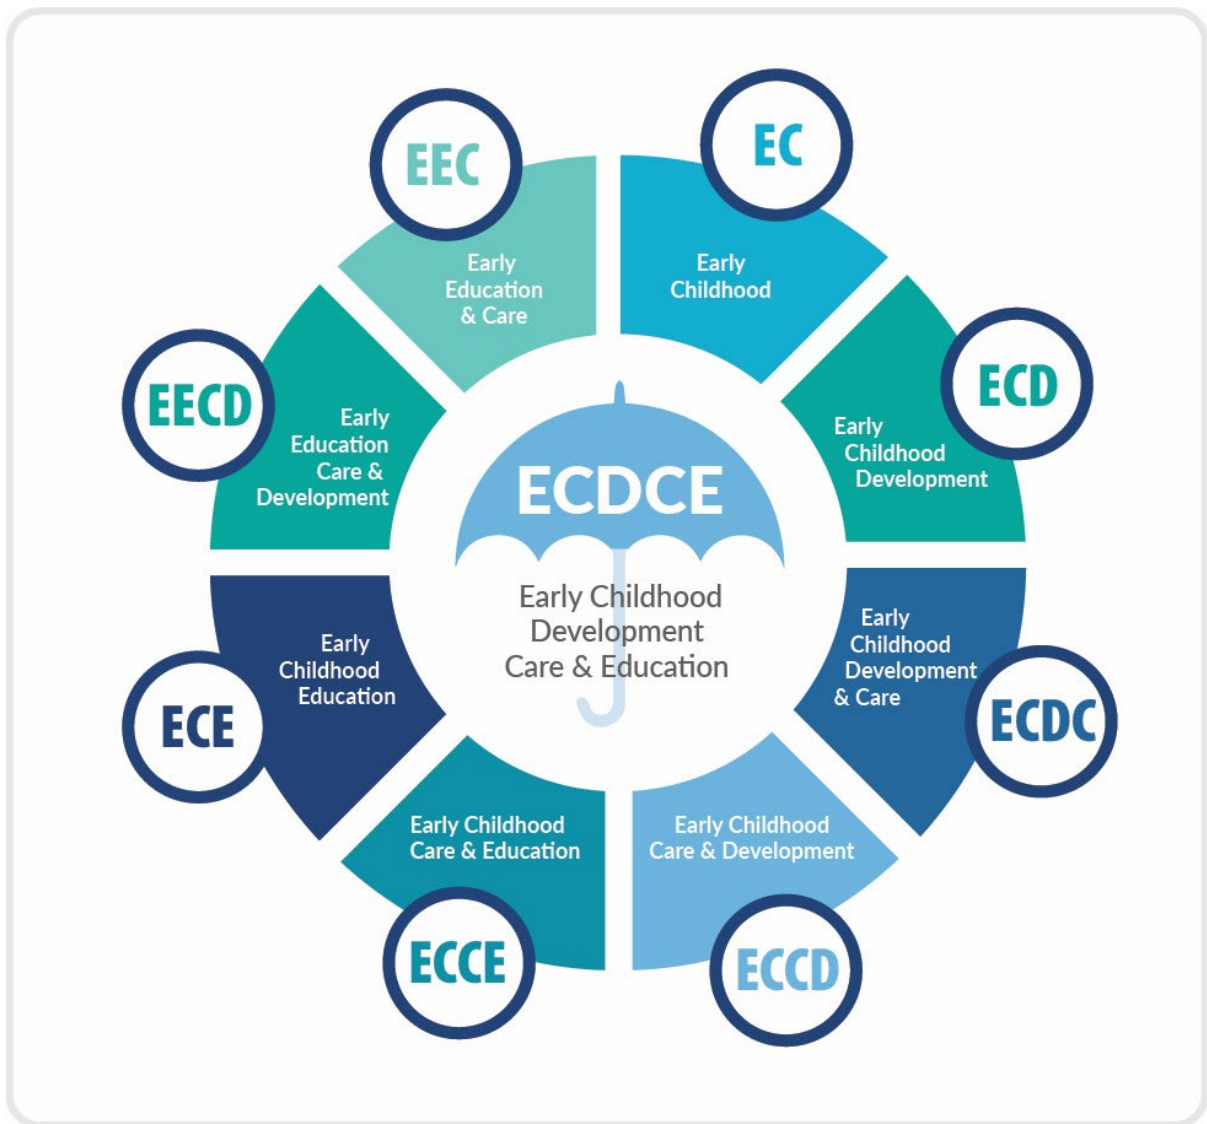 EEC
Early
Education
& Care
EC
Early
Childhood
ECD
Early
Childhood
Development
ECDC
Early
Childhood
Development
& Care
ECCD
Early Childhood
Care & Development
ECCE
Early Childhood
Care & Education
ECE
Early
Childhood
Education
EECD
Early
Education
Care &
Development
ECDCE
Early Childhood
Development
Care & Education